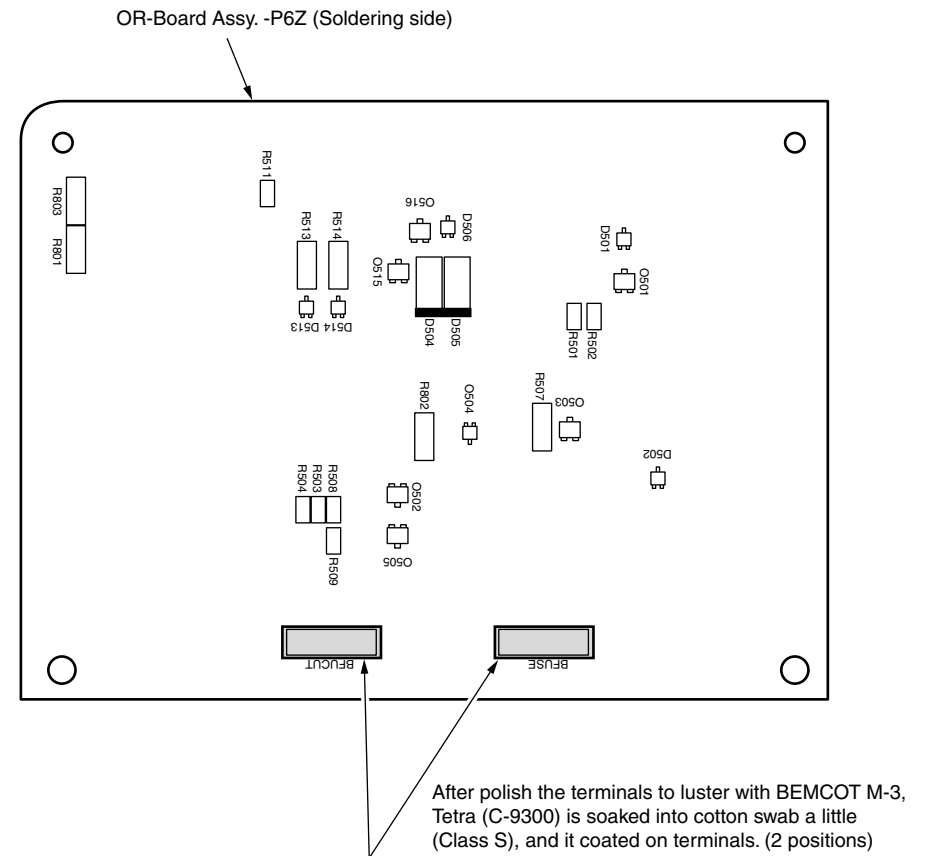 OR-Board Assy. -P6Z (Soldering side)
R511
R803
R801
R513
R514
O516
D506
O515
D501
O501
D513
D514
D504
D505
R501
R502
R802
O504
R507
O503
D502
R504
R503
R508
O502
O505
R509
BFUCUT
BFUSE
After polish the terminals to luster with BEMCOT M-3,
Tetra (C-9300) is soaked into cotton swab a little
(Class S), and it coated on terminals. (2 positions)